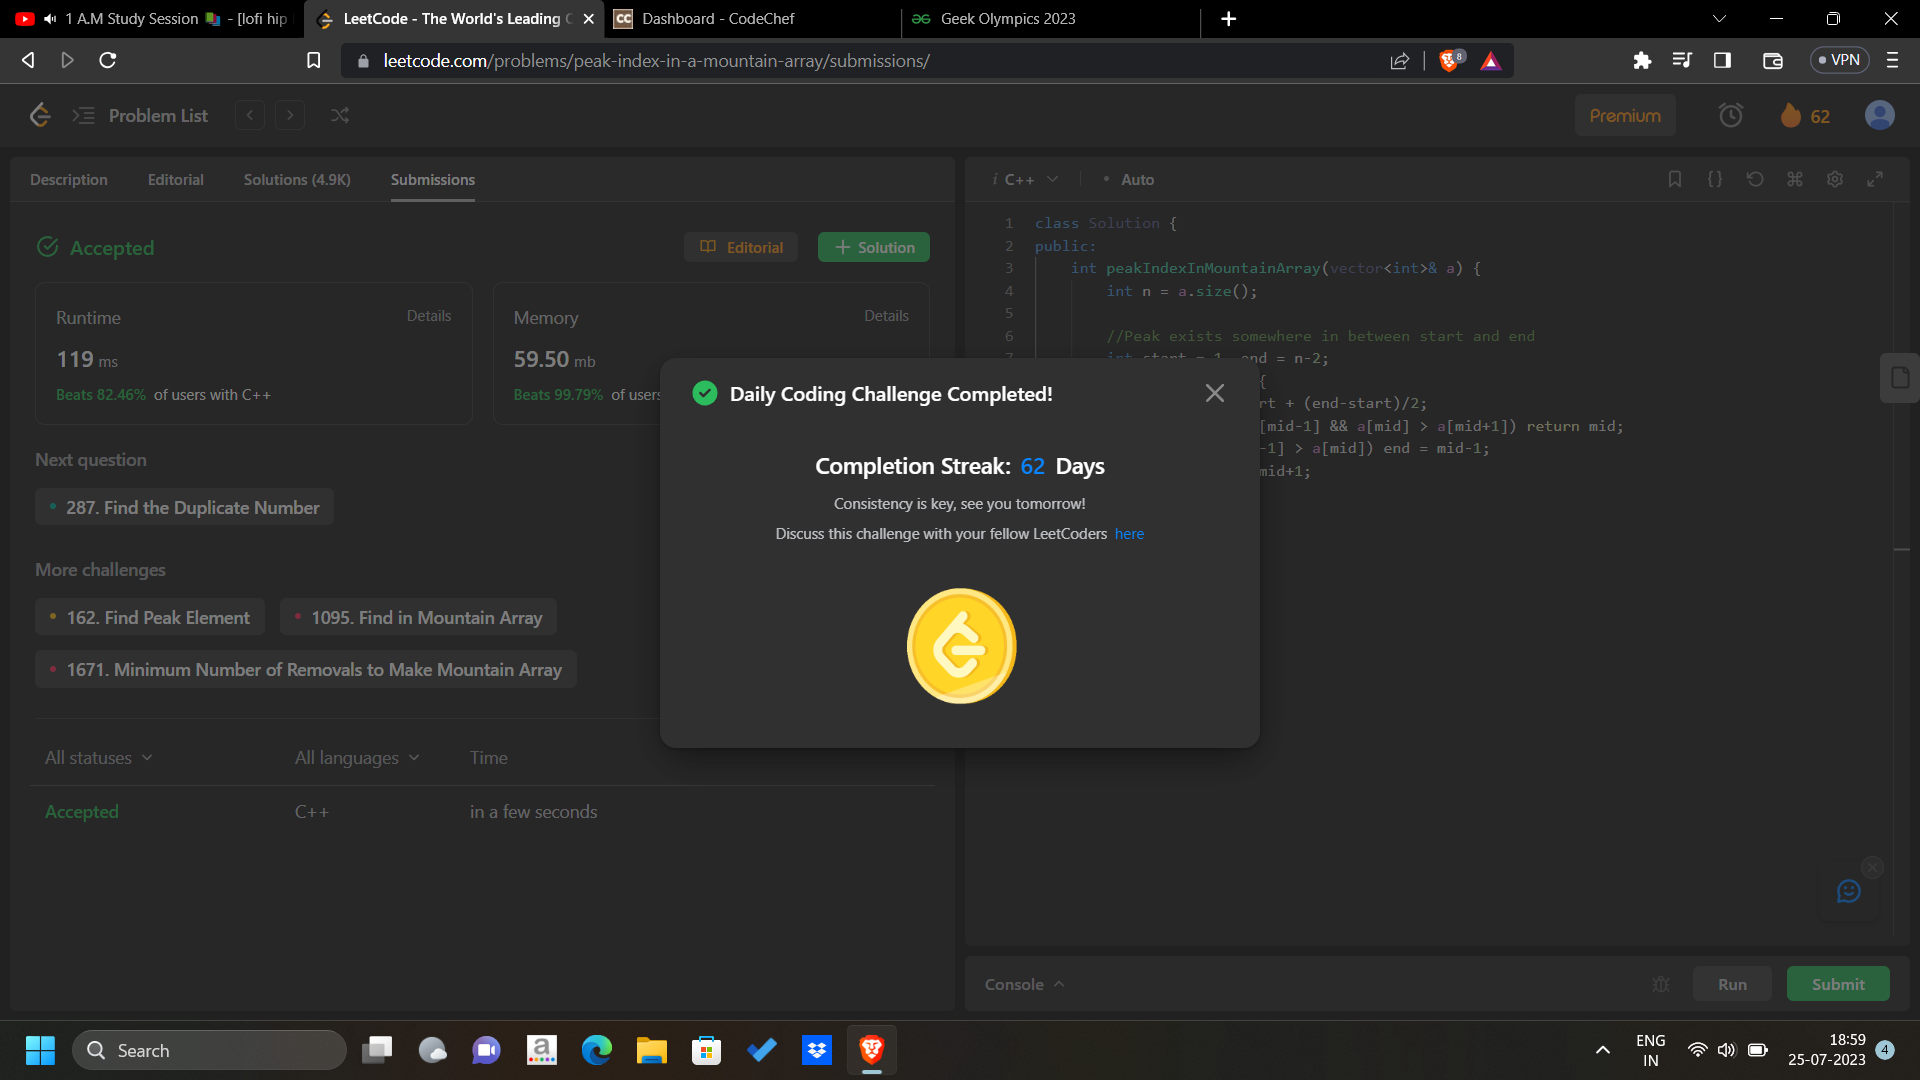 1 A.M Study Session 📚 - [lofi hip
LeetCode - The World's Leading
CC Dashboard - CodeChef
Geek Olympics 2023
leetcode.com/problems/peak-index-in-a-mountain-array/submissions/
8
VPN
Problem List
Premium
62
Description Editorial Solutions (4.9K) Submissions
Accepted
Editorial
+ Solution
Runtime Details
119 ms
Beats 82.46% of users with C++
Memory Details
59.50 mb
Beats 99.79% of users
Next question
287. Find the Duplicate Number
More challenges
162. Find Peak Element
1095. Find in Mountain Array
1671. Minimum Number of Removals to Make Mountain Array
All statuses All languages Time
Accepted C++ in a few seconds
i C++ • Auto
1 class Solution {
2 public:
3 int peakIndexInMountainArray(vector<int>& a) {
4 int n = a.size();
5
6 //Peak exists somewhere in between start and end
7 int start = 1, end = n-2;
{
rt + (end-start)/2;
[mid-1] && a[mid] > a[mid+1]) return mid;
-1] > a[mid]) end = mid-1;
mid+1;
Daily Coding Challenge Completed!
Completion Streak: 62 Days
Consistency is key, see you tomorrow!
Discuss this challenge with your fellow LeetCoders here
Console
Run
Submit
Search
a
ENG
IN
18:59
25-07-2023
4